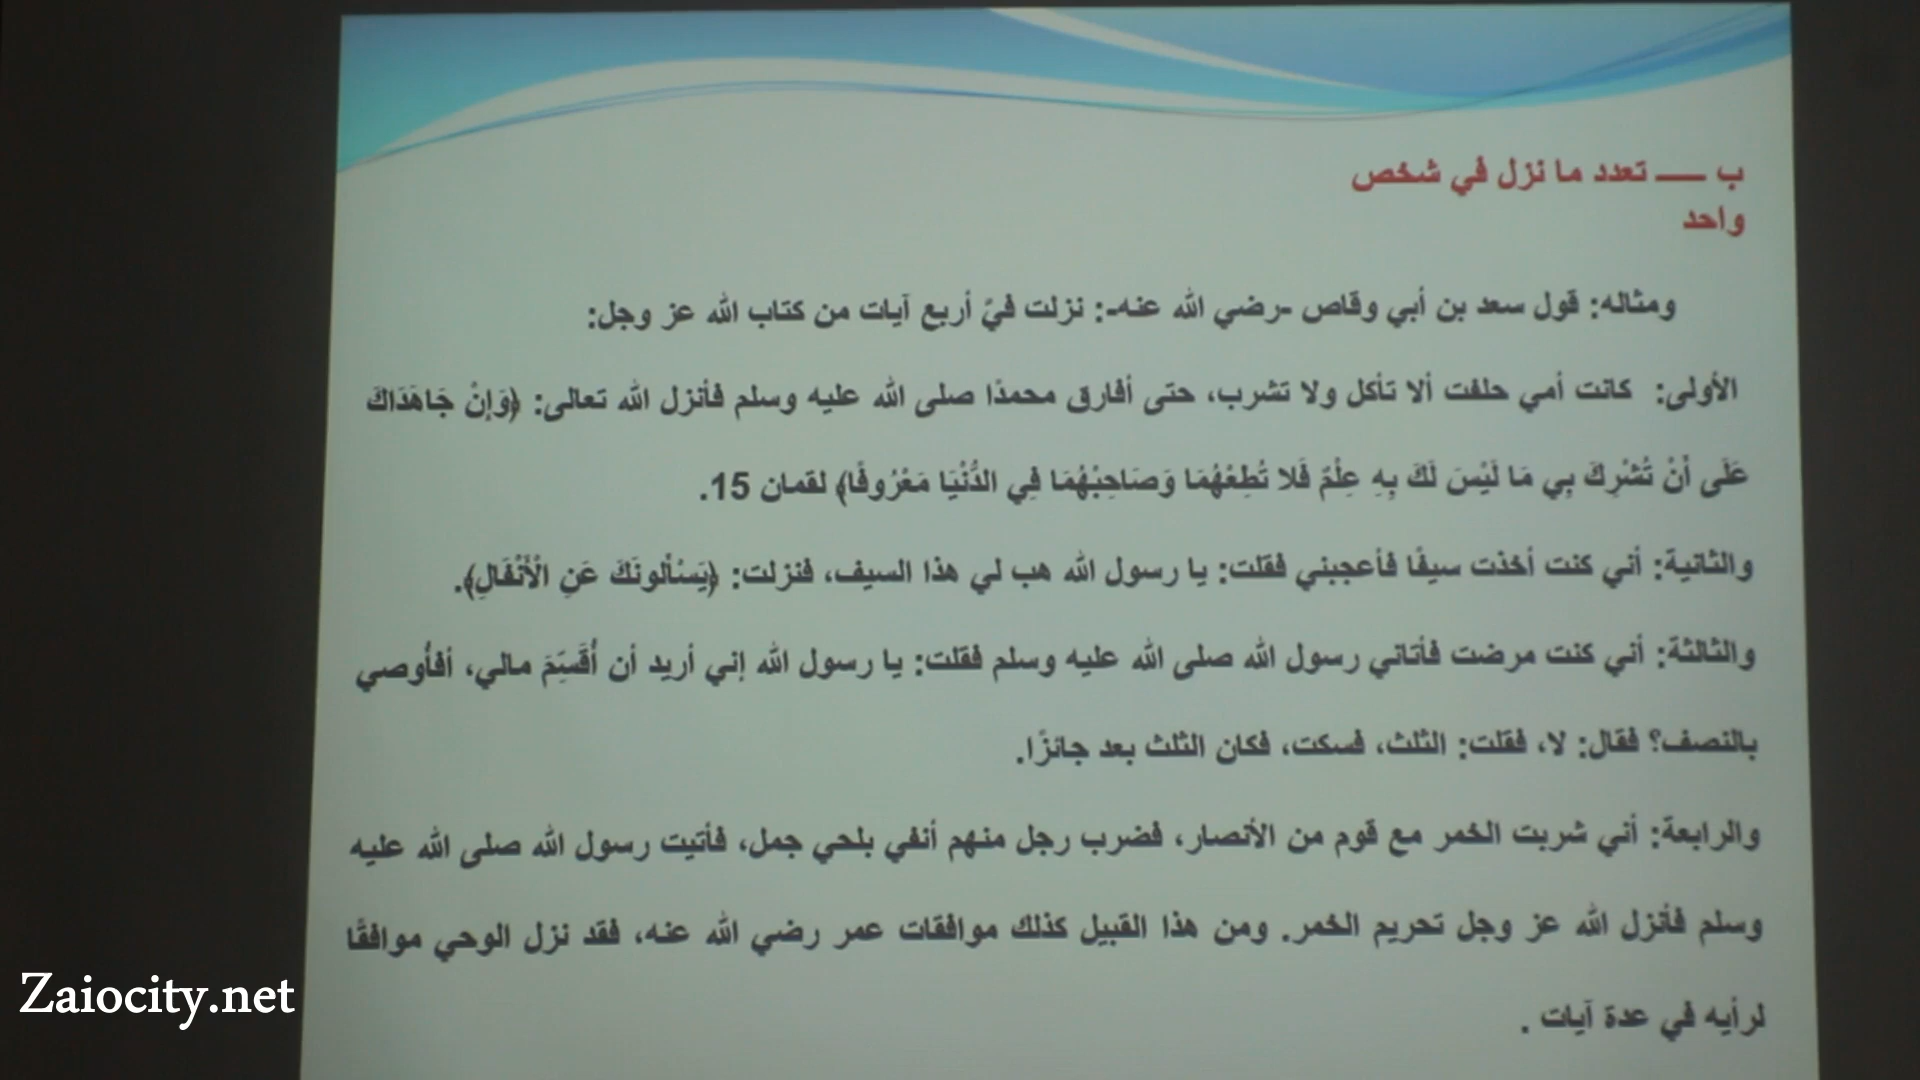 ب ـــــ تعدد ما نزل في شخص
واحد
ومثاله: قول سعد بن أبي وقاص -رضي الله عنه-: نزلت فيَّ أربع آيات من كتاب الله عز وجل:
الأولى: كانت أمي حلفت ألا تأكل ولا تشرب، حتى أفارق محمدًا صلى الله عليه وسلم فأنزل الله تعالى: ﴿وَإِنْ جَاهَدَاكَ
عَلَى أَنْ تُشْرِكَ بِي مَا لَيْسَ لَكَ بِهِ عِلْمٌ فَلا تُطِعْهُمَا وَصَاحِبْهُمَا فِي الدُّنْيَا مَعْرُوفًا﴾ لقمان 15.
والثانية: أني كنت أخذت سيفًا فأعجبني فقلت: يا رسول الله هب لي هذا السيف، فنزلت: ﴿يَسْأَلونَكَ عَنِ الْأَنْفَالِ﴾.
والثالثة: أني كنت مرضت فأتاني رسول الله صلى الله عليه وسلم فقلت: يا رسول الله إني أريد أن أُقَسِّمَ مالي، أفأُوصي
بالنصف؟ فقال: لا، فقلت: الثلث، فسكت، فكان الثلث بعد جائزًا.
والرابعة: أني شربت الخمر مع قوم من الأنصار، فضرب رجل منهم أنفي بلحي جمل، فأتيت رسول الله صلى الله عليه
وسلم فأنزل الله عز وجل تحريم الخمر. ومن هذا القبيل كذلك موافقات عمر رضي الله عنه، فقد نزل الوحي موافقًا
لرأيه في عدة آيات .
Zaiocity.net